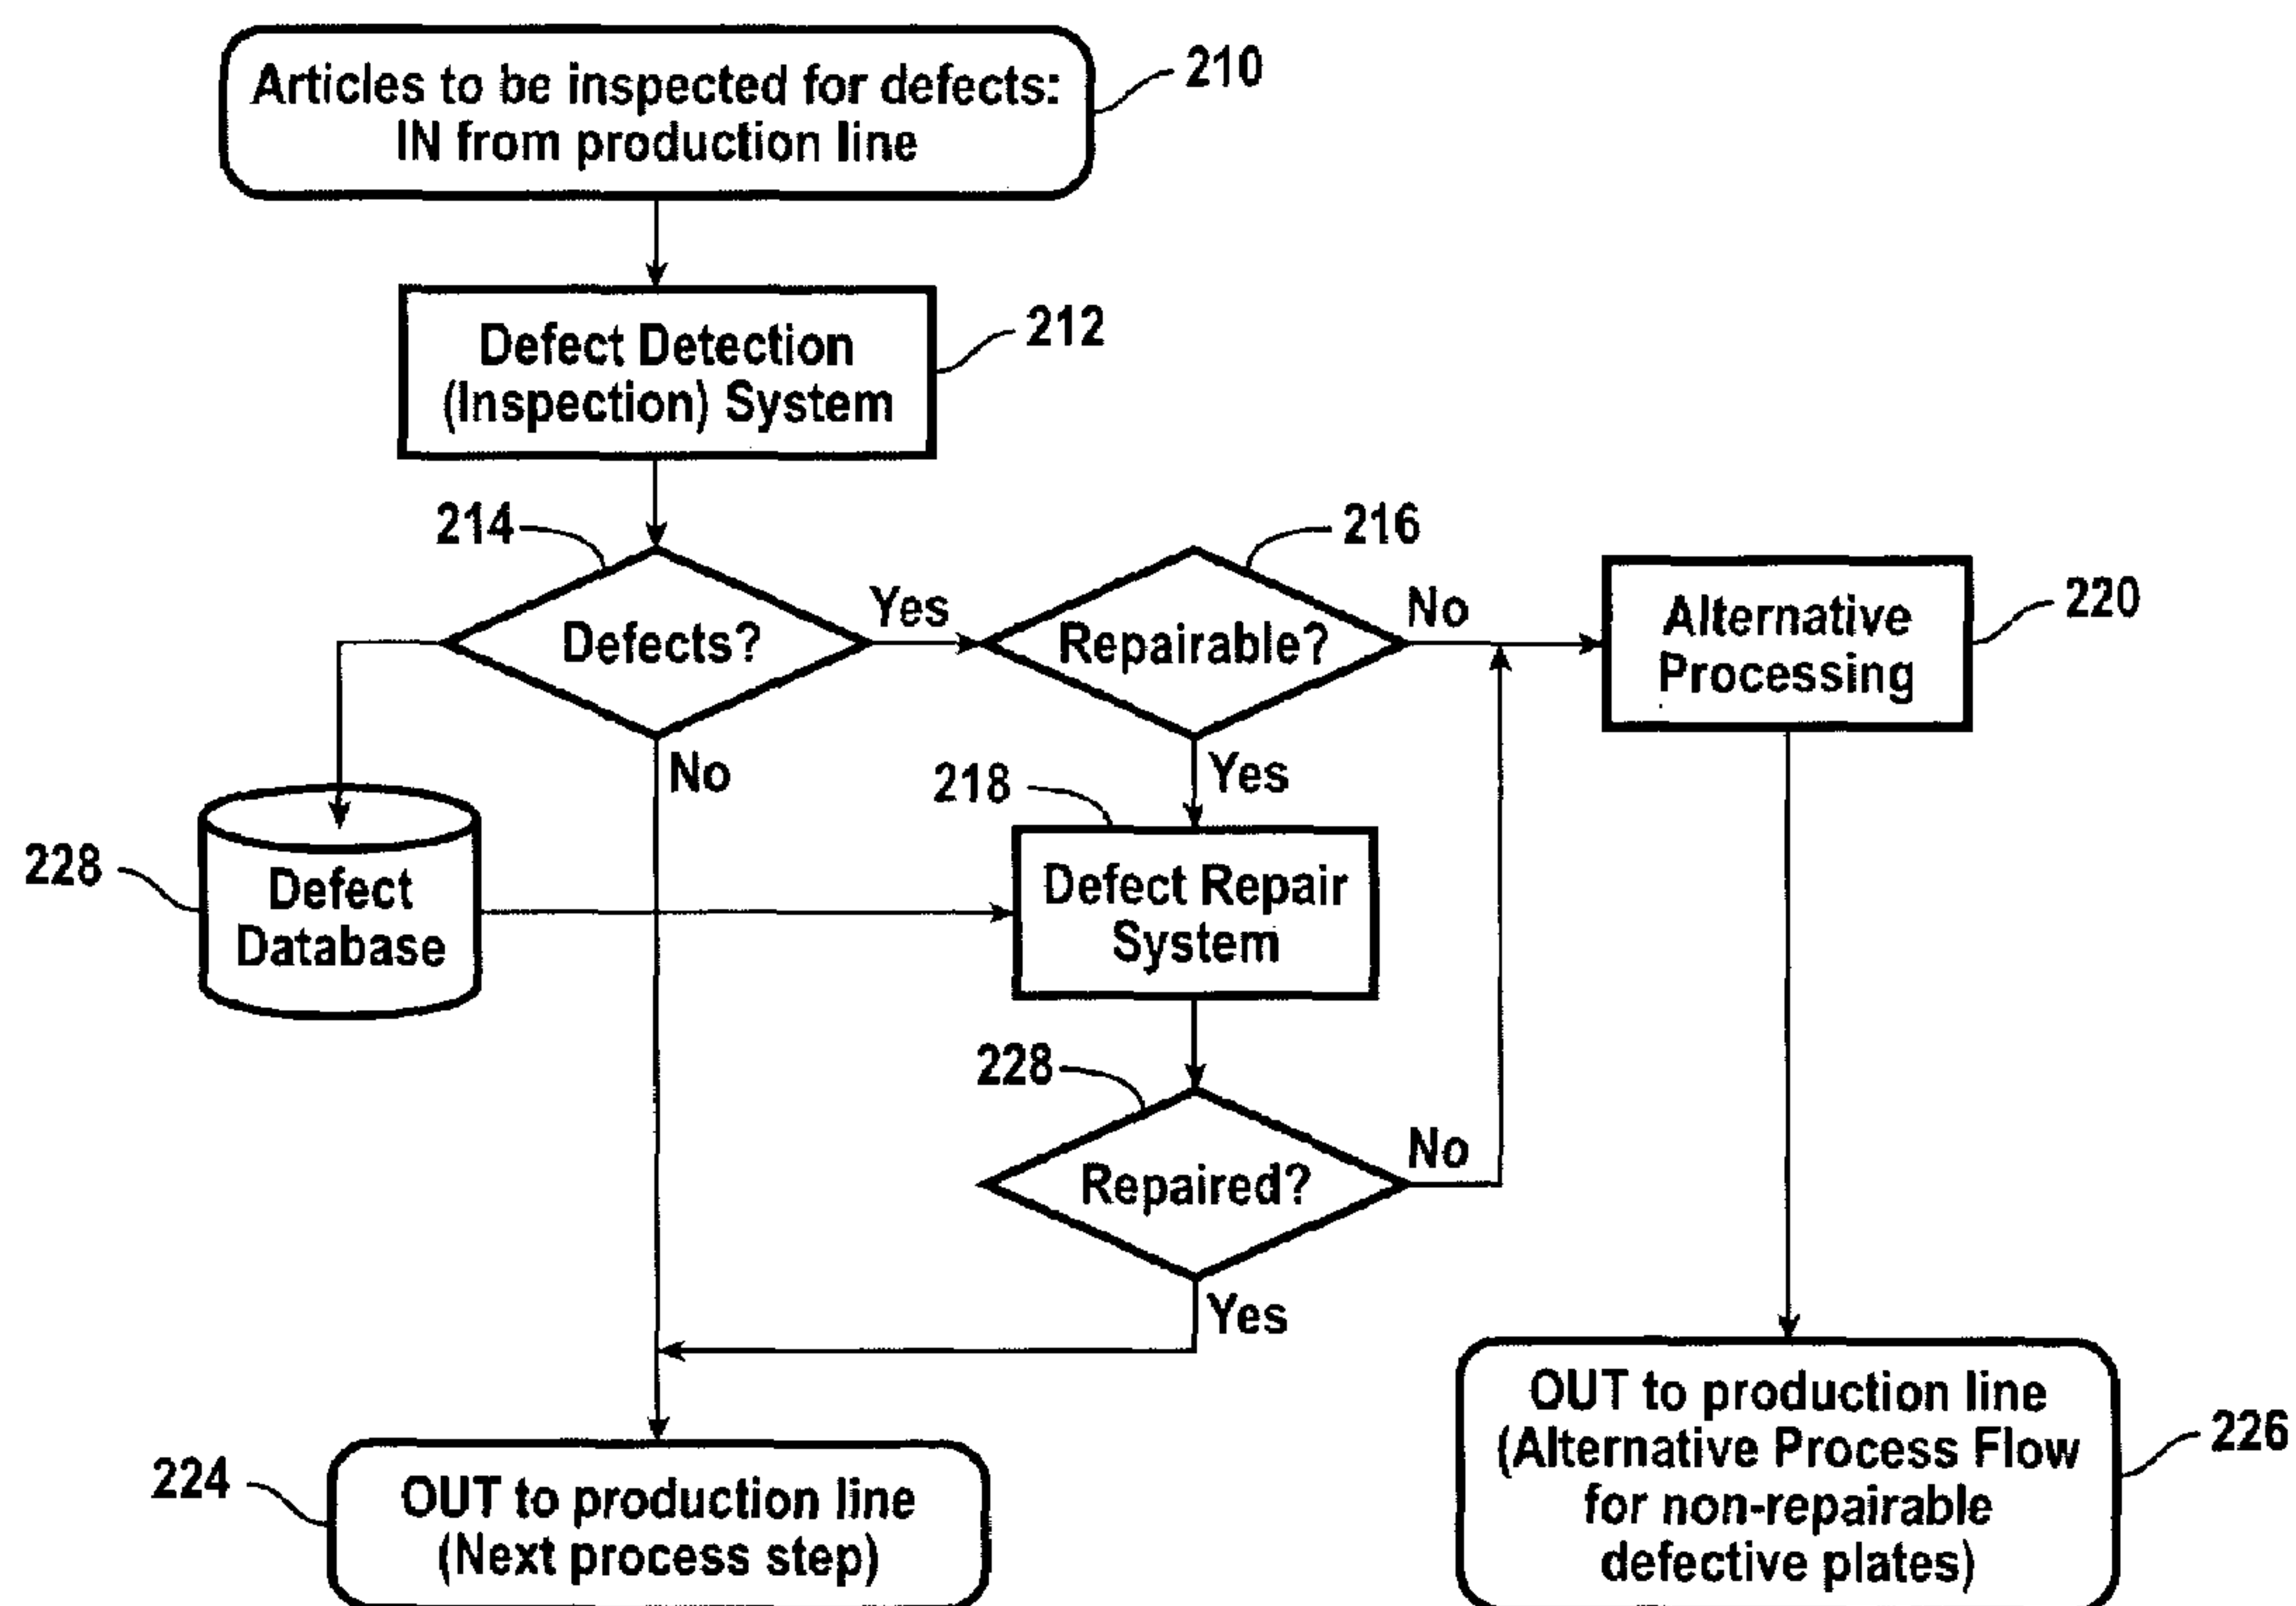 Articles to be inspected for defects:
IN from production line
210
Defect Detection
(Inspection) System
212
214
216
Defects?
Yes
Repairable?
No
Alternative
Processing
220
No
Yes
218
228
Defect
Database
Defect Repair
System
228
Repaired?
No
Yes
224
OUT to production line
(Next process step)
OUT to production line
(Alternative Process Flow
for non-repairable
defective plates)
226